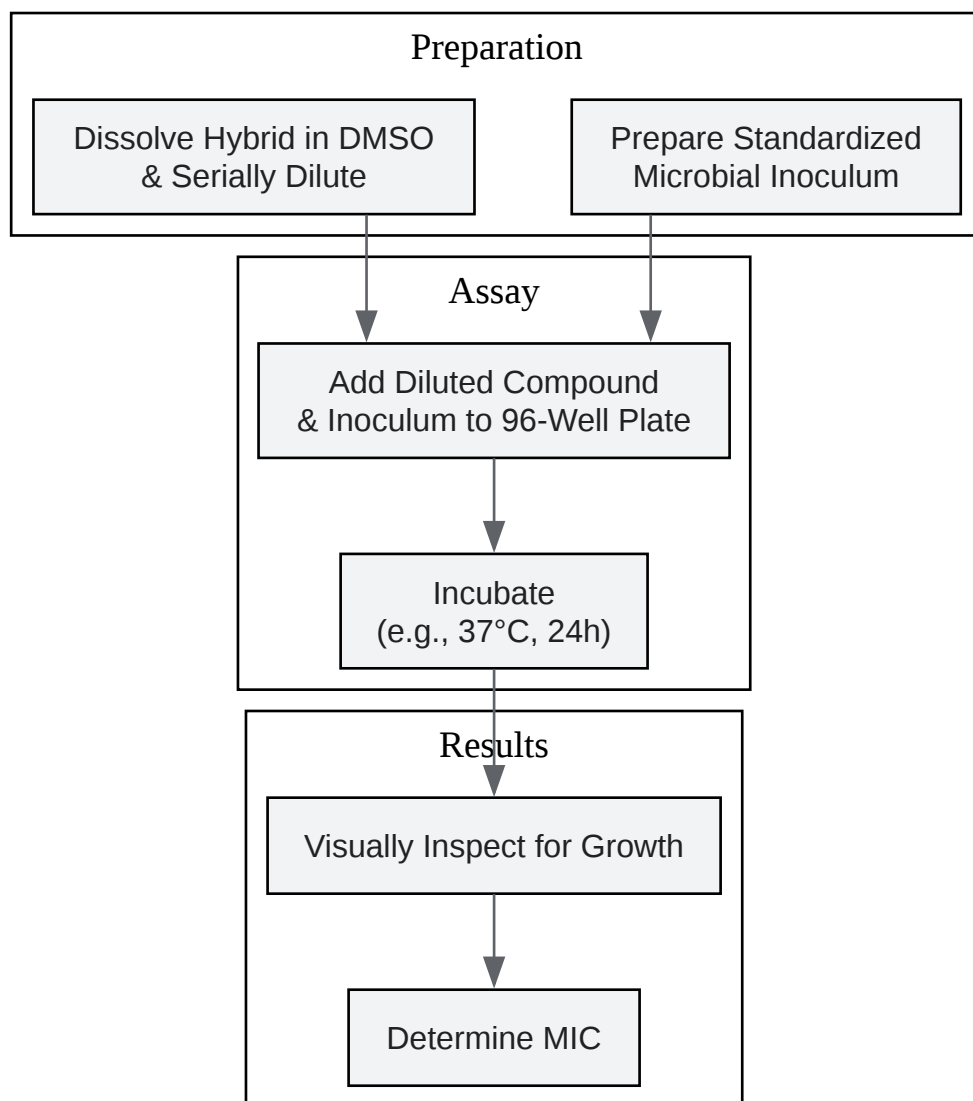 Preparation
Dissolve Hybrid in DMSO
& Serially Dilute
Prepare Standardized
Microbial Inoculum
Assay
Add Diluted Compound
& Inoculum to 96-Well Plate
Incubate
(e.g., 37°C, 24h)
Results
Visually Inspect for Growth
Determine MIC